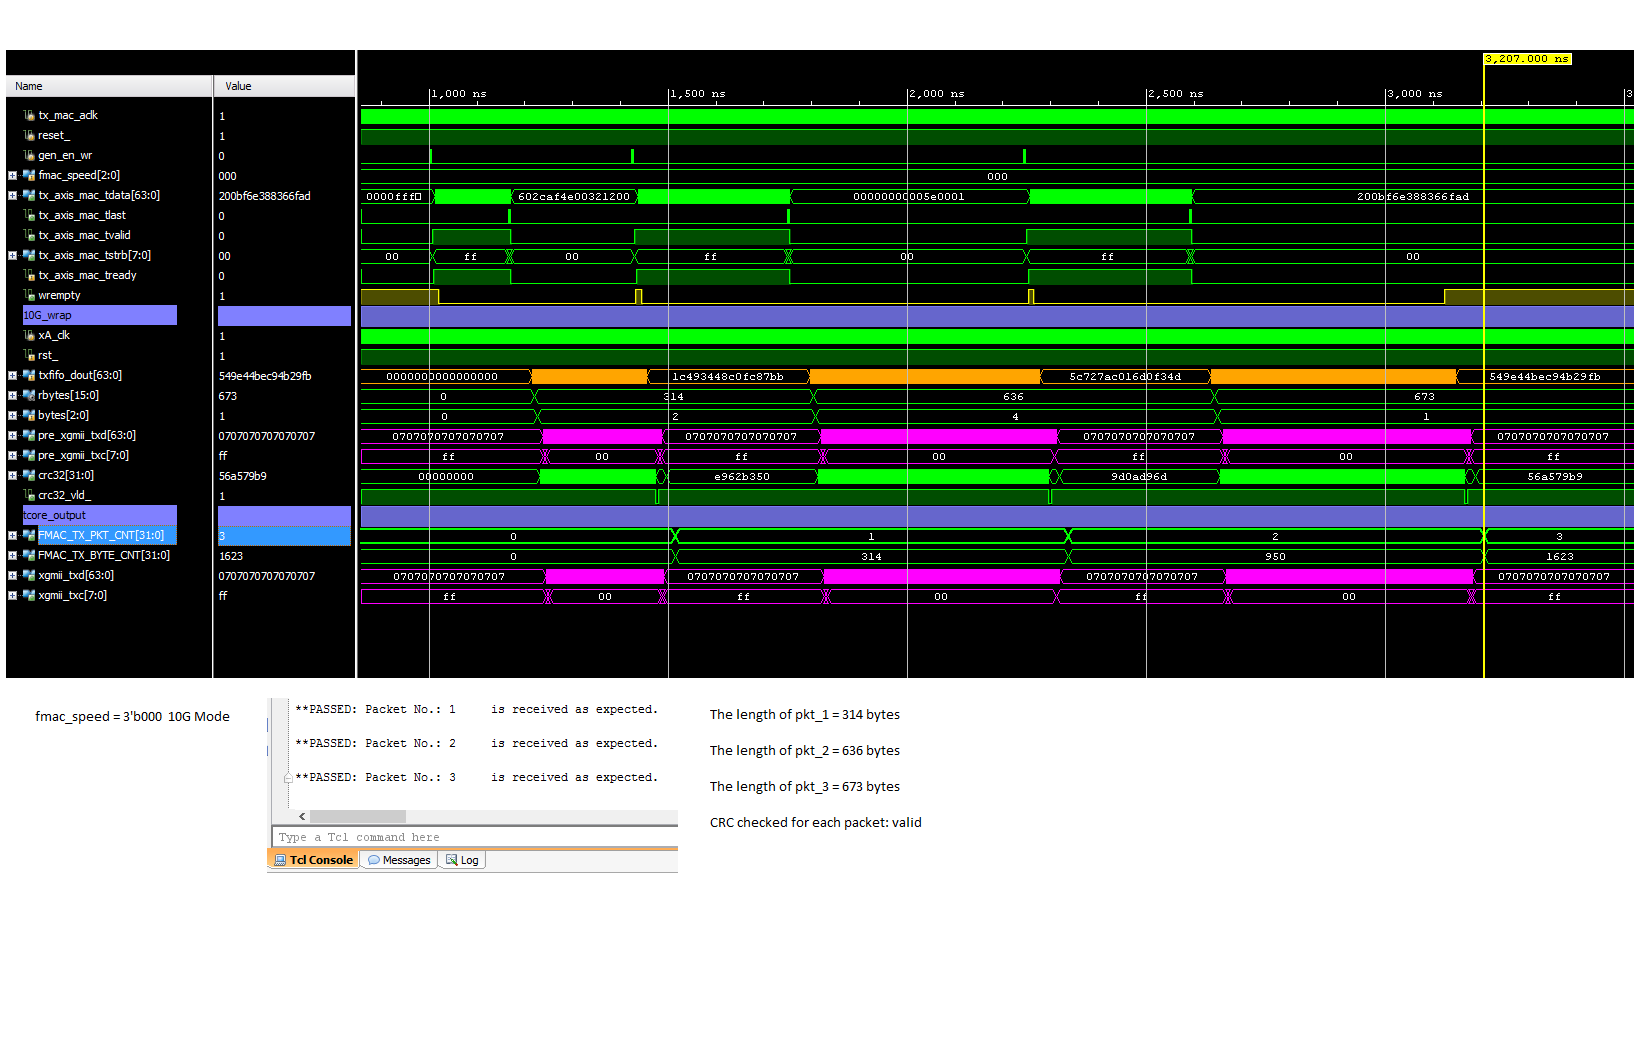 3,207.000 ns
Name Value
1,000 ns 1,500 ns 2,000 ns 2,500 ns 3,000 ns 3
tx_mac_aclk 1
reset_ 1
gen_en_wr 0
fmac_speed[2:0] 000 000
tx_axis_mac_tdata[63:0] 200bf6e388366fad 0000fff 602caf4e00321200 00000000005e0001 200bf6e388366fad
tx_axis_mac_tlast 0
tx_axis_mac_tvalid 0
tx_axis_mac_tstrb[7:0] 00 00 ff 00 ff 00 ff 00
tx_axis_mac_tready 0
wrempty 1
10G_wrap
xA_clk 1
rst_ 1
txfifo_dout[63:0] 549e44bec94b29fb 0000000000000000 1c493448c0fc87bb 5c727ac016d0f34d 549e44bec94b29fb
rbytes[15:0] 673 0 314 636 673
bytes[2:0] 1 0 2 4 1
pre_xgmii_txd[63:0] 0707070707070707 0707070707070707 0707070707070707 0707070707070707 0707070707070707
pre_xgmii_txc[7:0] ff ff 00 ff 00 ff 00 ff
crc32[31:0] 56a579b9 00000000 e962b350 9d0ad96d 56a579b9
crc32_vld_ 1
tcore_output
FMAC_TX_PKT_CNT[31:0] 3 0 1 2 3
FMAC_TX_BYTE_CNT[31:0] 1623 0 314 950 1623
xgmii_txd[63:0] 0707070707070707 0707070707070707 0707070707070707 0707070707070707 0707070707070707
xgmii_txc[7:0] ff ff 00 ff 00 ff 00 ff
fmac_speed = 3'b000 10G Mode
**PASSED: Packet No.: 1 is received as expected.
**PASSED: Packet No.: 2 is received as expected.
**PASSED: Packet No.: 3 is received as expected.
Type a Tcl command here
Tcl Console Messages Log
The length of pkt_1 = 314 bytes
The length of pkt_2 = 636 bytes
The length of pkt_3 = 673 bytes
CRC checked for each packet: valid